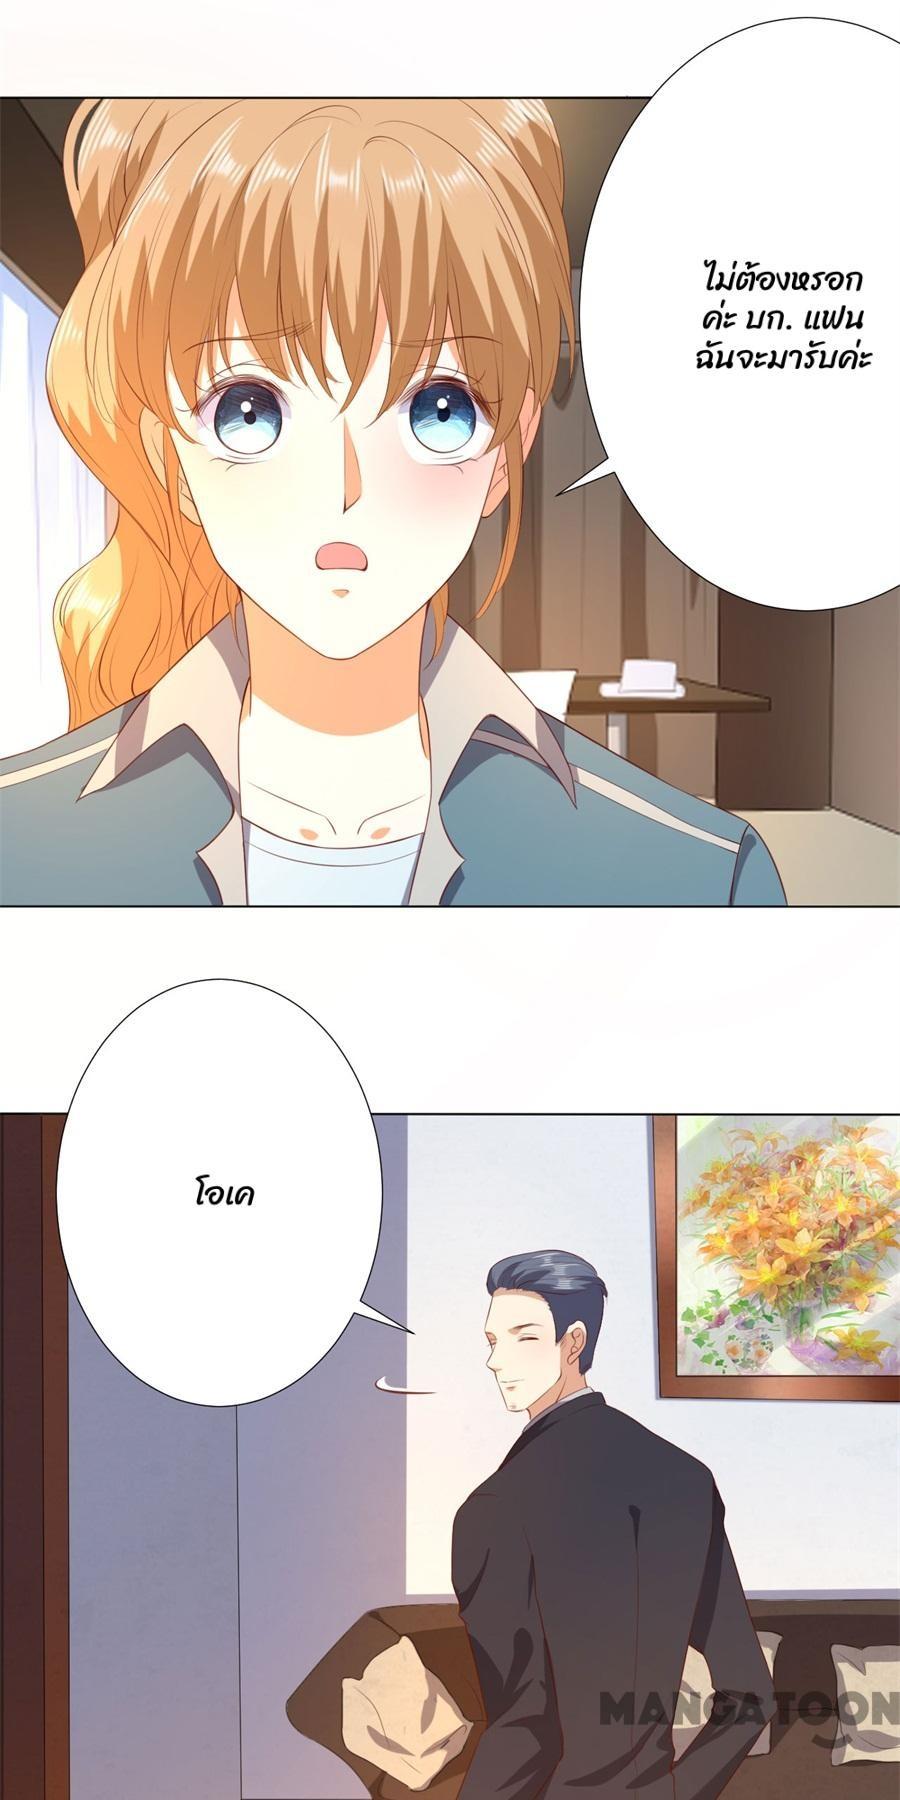 ไม่ต้องหรอก
ค่ะ บก. แฟน
ฉันจะมารับค่ะ
โอเค
MANGATOON